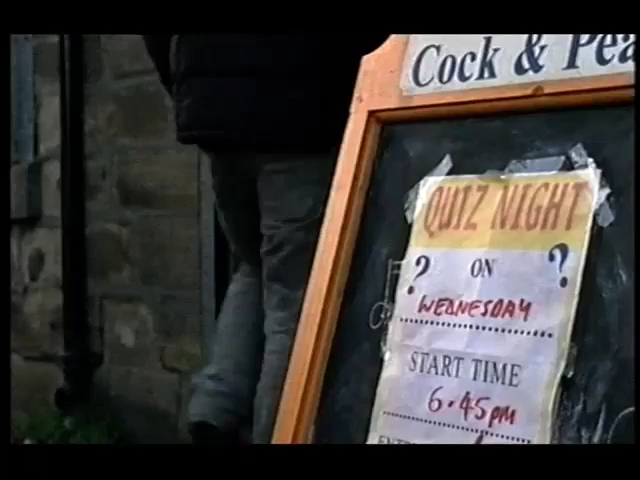 Cock & Pea
QUIZ NIGHT
? ON ?
WEDNESDAY
START TIME
6.45pm